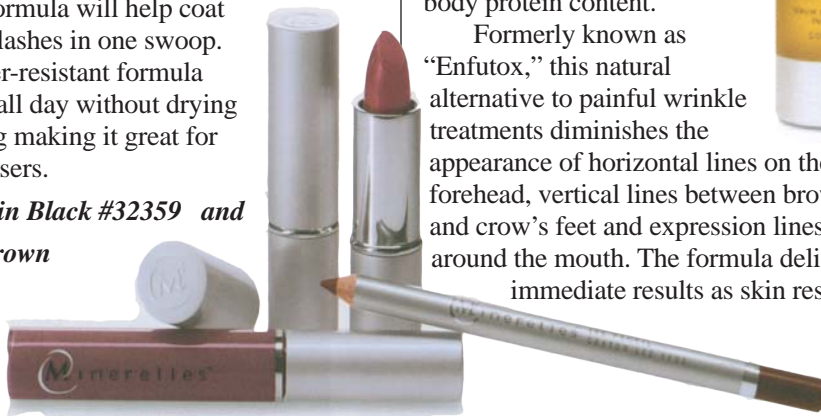 ormula will help coat
lashes in one swoop.
er-resistant formula
all day without drying
g making it great for
sers.
in Black #32359 and
rown
body protein content.
Formerly known as
“Enfutox,” this natural
alternative to painful wrinkle
treatments diminishes the
appearance of horizontal lines on the
forehead, vertical lines between brow
and crow’s feet and expression lines
around the mouth. The formula deli
immediate results as skin res
Minerelles
Minerelles